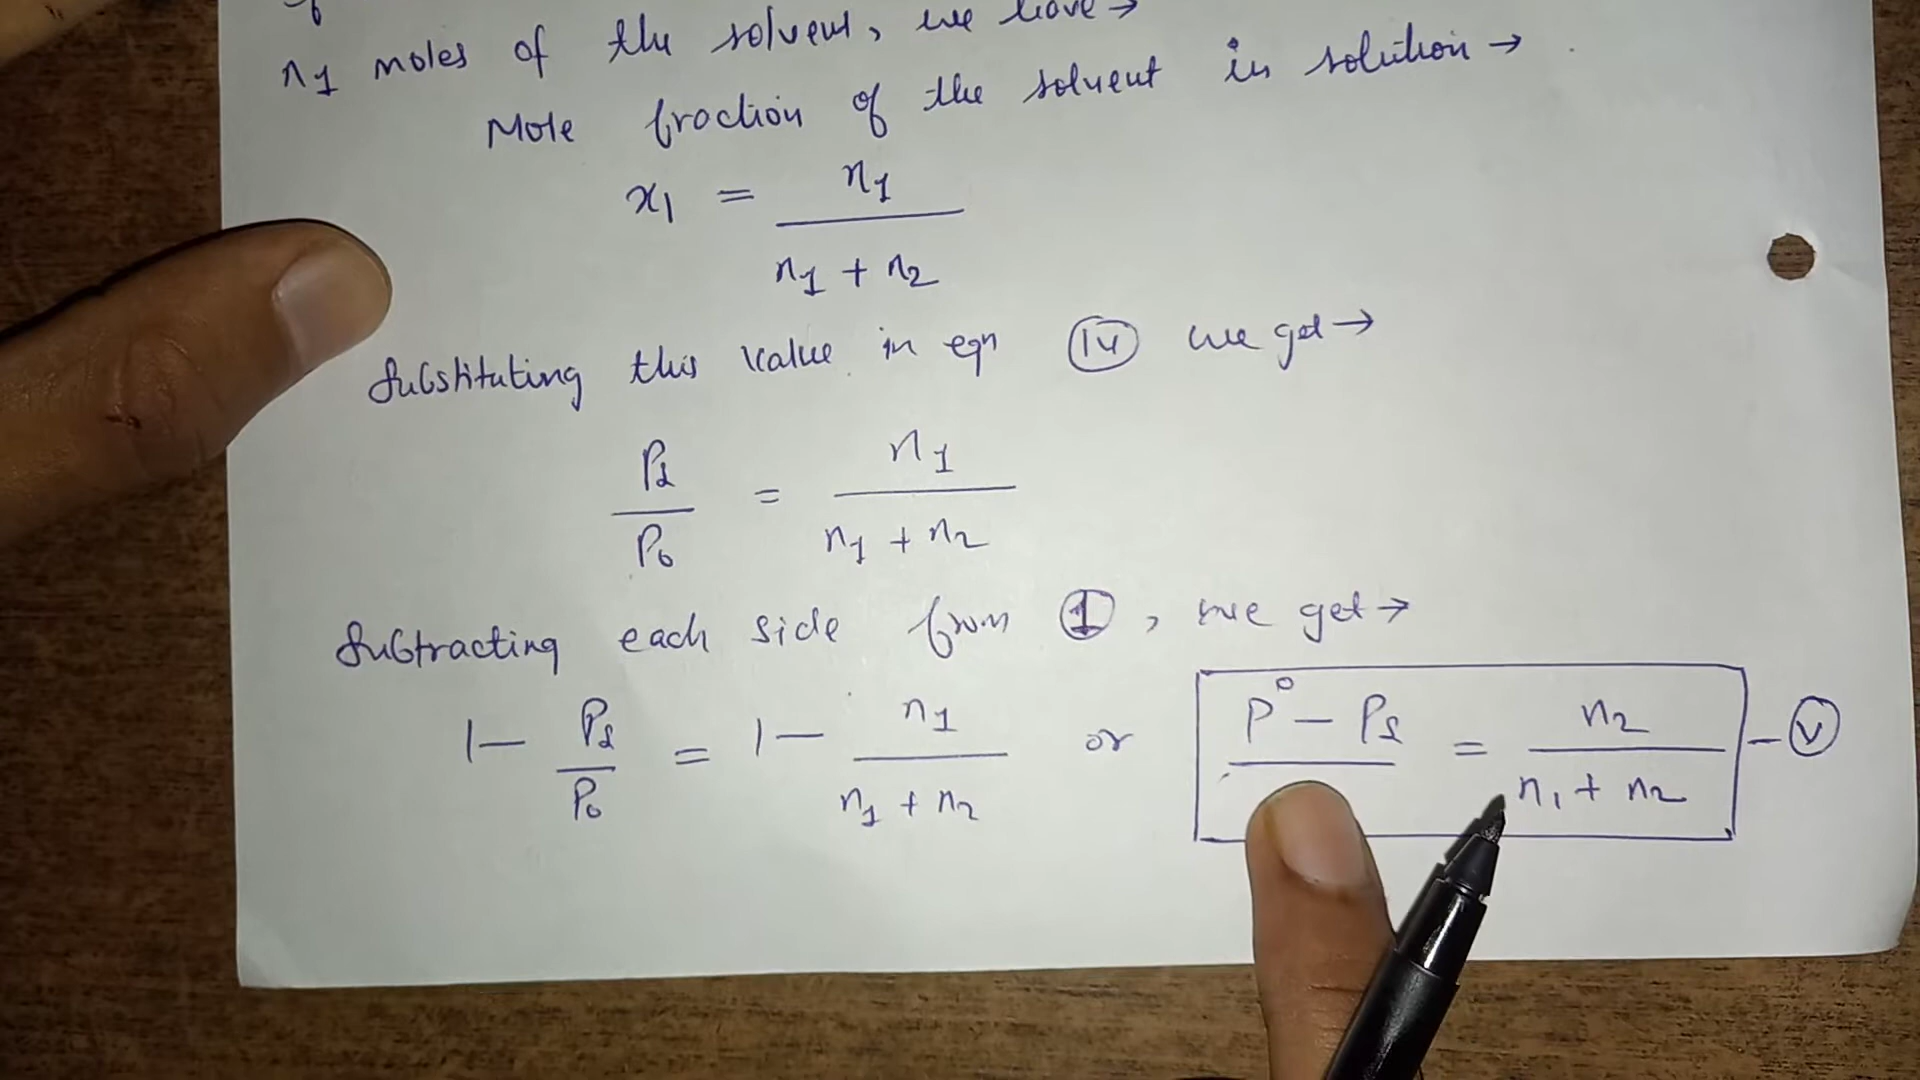 n1 moles of the solvent, we have →
Mole fraction of the solvent in solution →
x1 = n1 / n1 + n2
Substituting this value in eqn (iv) we get →
Ps / P0 = n1 / n1 + n2
Subtracting each side from 1, we get →
1 - Ps / P0 = 1 - n1 / n1 + n2 or P° - Ps = n2 / n1 + n2 - (v)